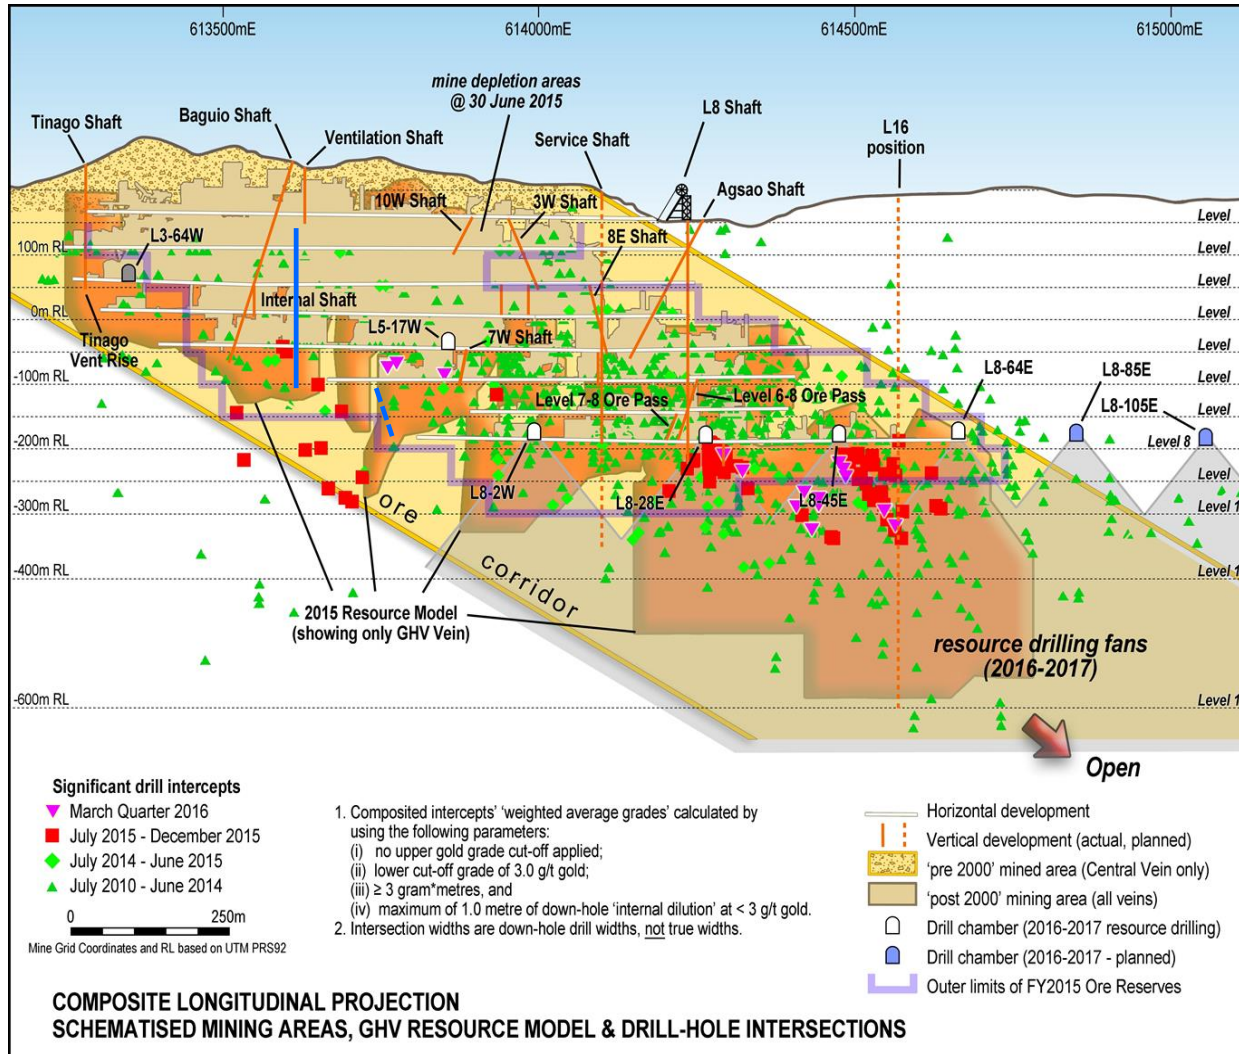 613500mE
614000mE
614500mE
615000mE
mine depletion areas
@ 30 June 2015
Tinago Shaft
Baguio Shaft
Ventilation Shaft
Service Shaft
L8 Shaft
L16
position
Agsao Shaft
10W Shaft
3W Shaft
8E Shaft
Level
100m RL
L3-64W
Level
Level
Internal Shaft
0m RL
Level
L5-17W
7W Shaft
Tinago
Vent Rise
Level
L8-64E
L8-85E
-100m RL
Level
L8-105E
Level 7-8 Ore Pass
Level 6-8 Ore Pass
Level
-200m RL
Level 8
L8-2W
L8-28E
L8-45E
Level
-300m RL
Level 1
ore
corridor
-400m RL
Level 1
2015 Resource Model
(showing only GHV Vein)
resource drilling fans
(2016-2017)
-600m RL
Level 1
Open
Significant drill intercepts
March Quarter 2016
July 2015 - December 2015
July 2014 - June 2015
July 2010 - June 2014
0
250m
Mine Grid Coordinates and RL based on UTM PRS92
1. Composited intercepts' 'weighted average grades' calculated by
using the following parameters:
(i) no upper gold grade cut-off applied;
(ii) lower cut-off grade of 3.0 g/t gold;
(iii) ≥ 3 gram*metres, and
(iv) maximum of 1.0 metre of down-hole 'internal dilution' at < 3 g/t gold.
2. Intersection widths are down-hole drill widths, not true widths.
Horizontal development
Vertical development (actual, planned)
'pre 2000' mined area (Central Vein only)
'post 2000' mining area (all veins)
Drill chamber (2016-2017 resource drilling)
Drill chamber (2016-2017 - planned)
Outer limits of FY2015 Ore Reserves
COMPOSITE LONGITUDINAL PROJECTION
SCHEMATISED MINING AREAS, GHV RESOURCE MODEL & DRILL-HOLE INTERSECTIONS